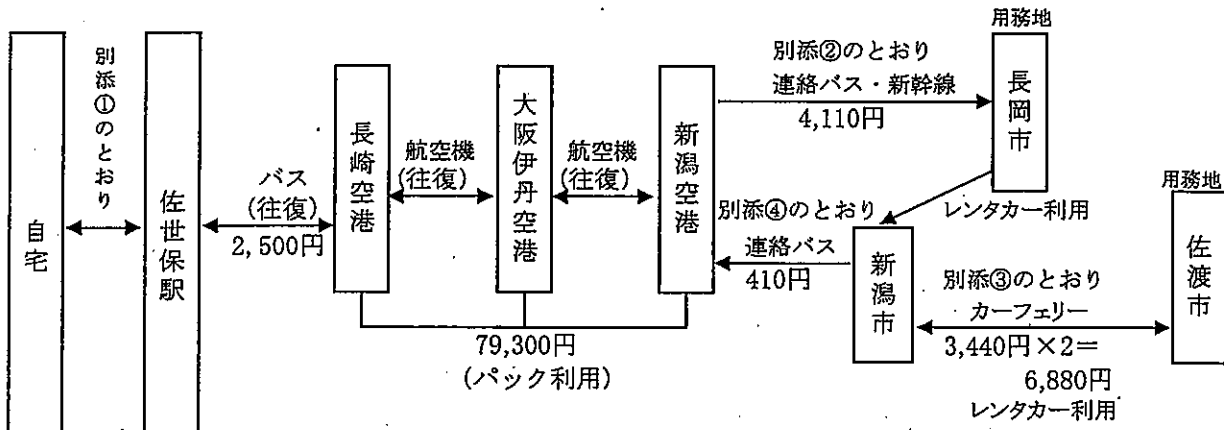 自宅
別添①のとおり
佐世保駅
バス
(往復)
2,500円
長崎空港
航空機
(往復)
大阪伊丹空港
航空機
(往復)
新潟空港
79,300円
(パック利用)
別添②のとおり
連絡バス・新幹線
4,110円
用務地
長岡市
レンタカー利用
別添④のとおり
連絡バス
410円
新潟市
別添③のとおり
カーフェリー
3,440円×2=
6,880円
レンタカー利用
用務地
佐渡市